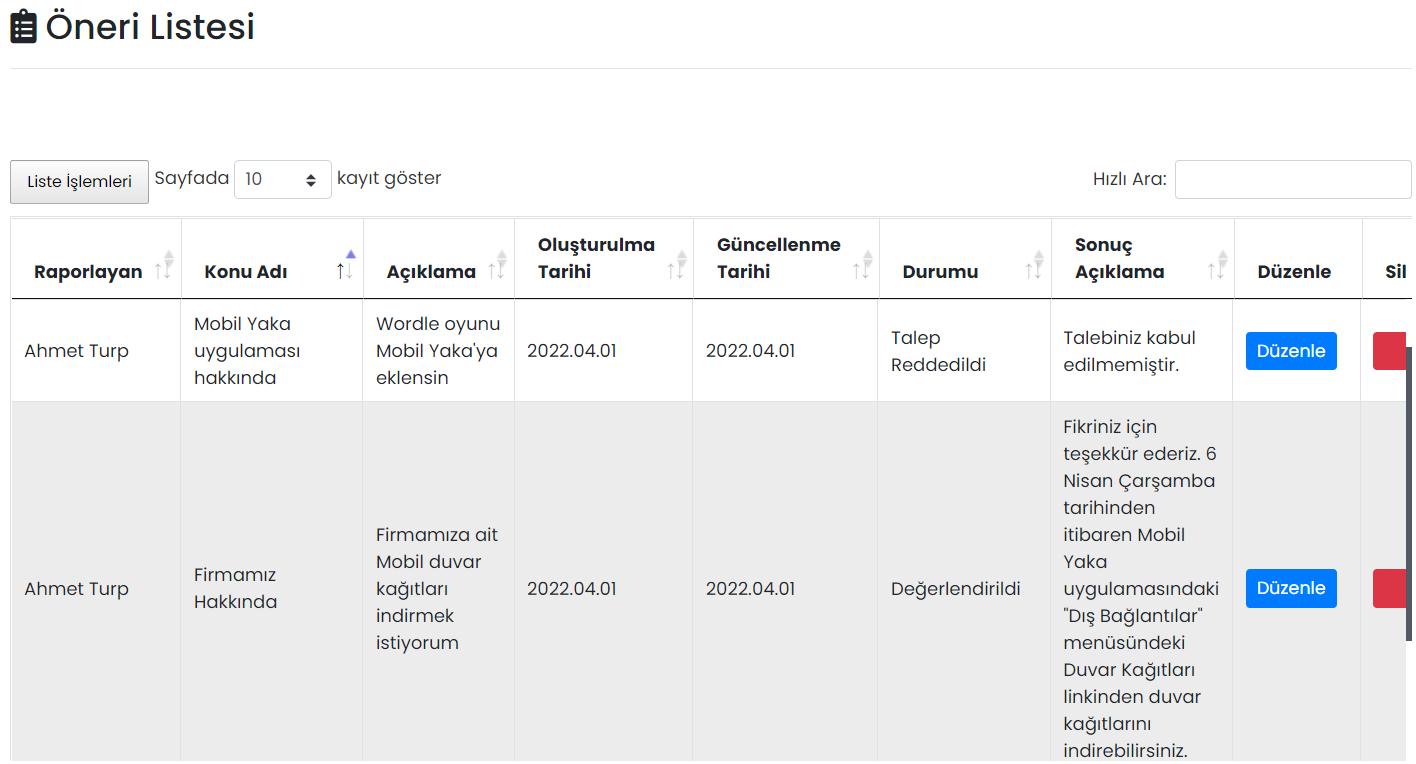 Öneri Listesi
Liste İşlemleri Sayfada 10 kayıt göster Hızlı Ara:
Raporlayan
Konu Adı
Açıklama
Oluşturulma
Tarihi
Güncellenme
Tarihi
Durumu
Sonuç
Açıklama
Düzenle
Sil
Ahmet Turp
Mobil Yaka
uygulaması
hakkında
Wordle oyunu
Mobil Yaka'ya
eklensin
2022.04.01
2022.04.01
Talep
Reddedildi
Talebiniz kabul
edilmemiştir.
Düzenle
Ahmet Turp
Firmamız
Hakkında
Firmamıza ait
Mobil duvar
kağıtları
indirmek
istiyorum
2022.04.01
2022.04.01
Değerlendirildi
Fikriniz için
teşekkür ederiz. 6
Nisan Çarşamba
tarihinden
itibaren Mobil
Yaka
uygulamasındaki
"Dış Bağlantılar"
menüsündeki
Duvar Kağıtları
linkinden duvar
kağıtlarını
indirebilirsiniz.
Düzenle